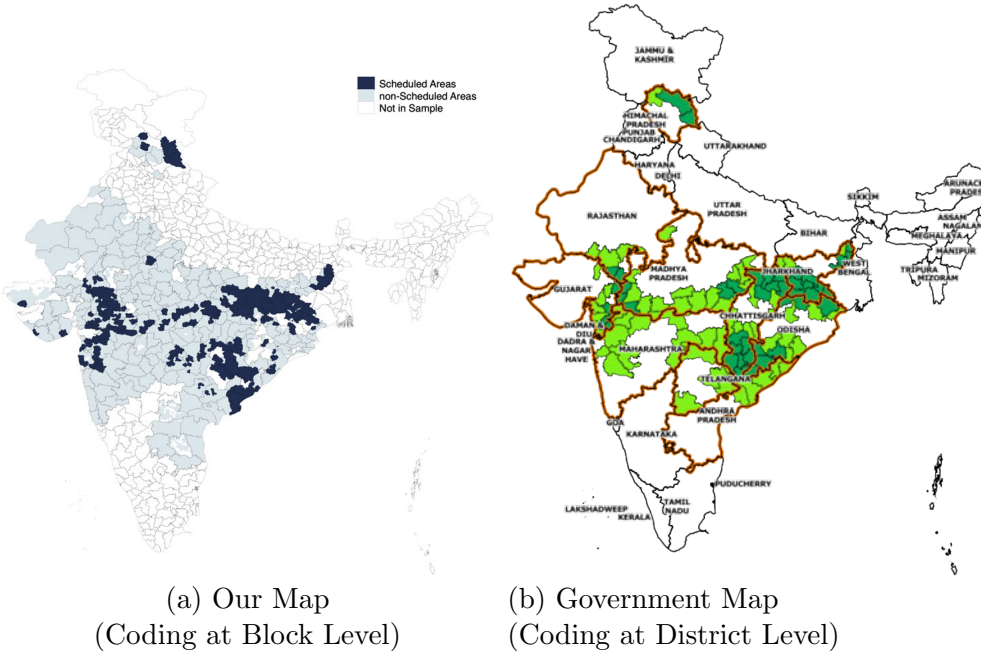 Scheduled Areas
non-Scheduled Areas
Not in Sample
JAMMU &
KASHMIR
HIMACHAL
PRADESH
PUNJAB
CHANDIGARH
UTTARAKHAND
HARYANA
DELHI
RAJASTHAN
UTTAR
PRADESH
SIKKIM
ARUNACH
PRADES
ASSAM
NAGALAN
MEGHALAYA
MANIPUR
TRIPURA
MIZORAM
BIHAR
WEST
BENGAL
JHARKHAND
MADHYA
PRADESH
GUJARAT
CHHATTISGARH
ODISHA
DAMAN &
DIU
DADRA &
NAGAR
HAVE
MAHARASHTRA
TELANGANA
ANDHRA
PRADESH
GOA
KARNATAKA
PUDUCHERRY
TAMIL
NADU
LAKSHADWEEP
KERALA
(a) Our Map
(Coding at Block Level)
(b) Government Map
(Coding at District Level)